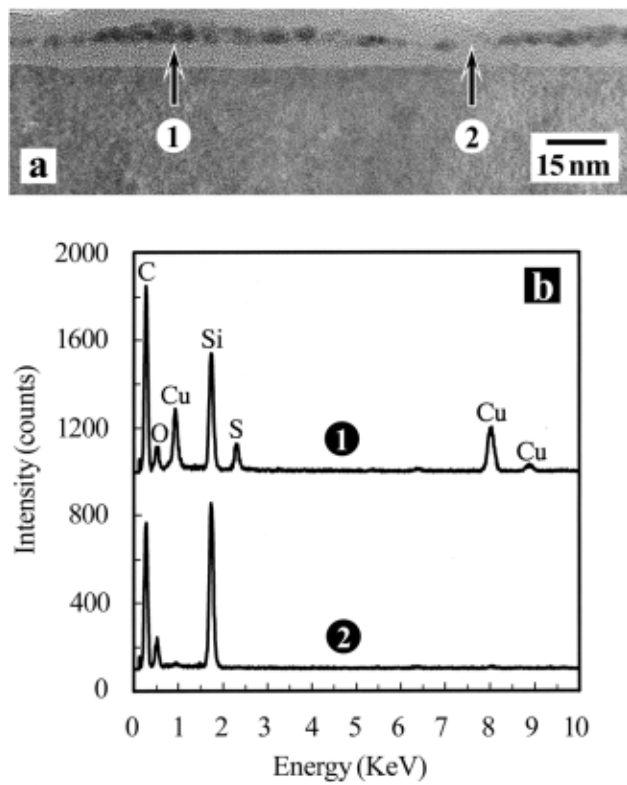 1
2
a
15 nm
2000
b
C
1600
Si
Cu
Cu
O
S
1
Cu
1200
Intensity (counts)
800
2
400
0
0 1 2 3 4 5 6 7 8 9 10
Energy (KeV)